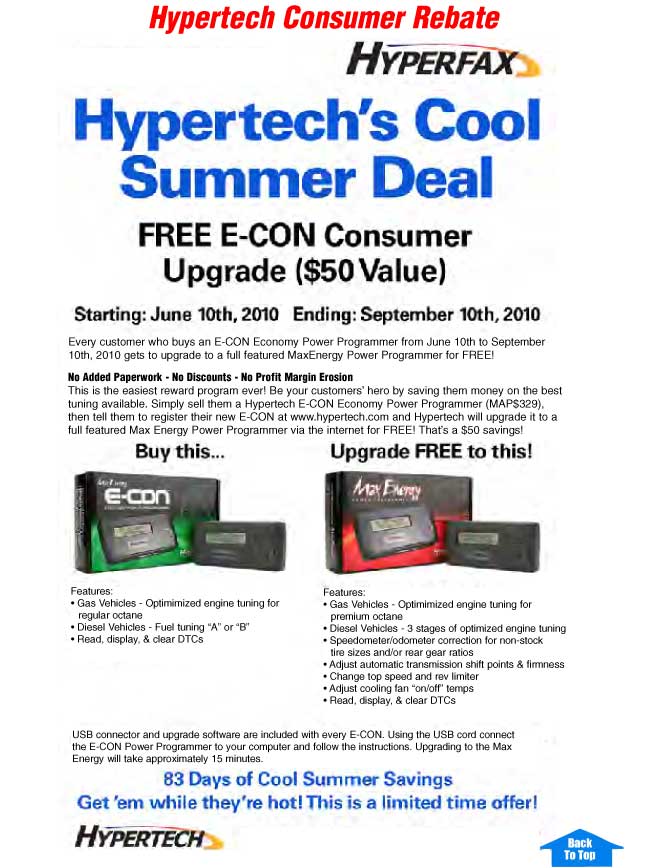 Hypertech Consumer Rebate
HYPERFAX
Hypertech's Cool
Summer Deal
FREE E-CON Consumer
Upgrade ($50 Value)
Starting: June 10th, 2010 Ending: September 10th, 2010
Every customer who buys an E-CON Economy Power Programmer from June 10th to September
10th, 2010 gets to upgrade to a full featured MaxEnergy Power Programmer for FREE!
No Added Paperwork - No Discounts - No Profit Margin Erosion
This is the easiest reward program ever! Be your customers' hero by saving them money on the best
tuning available. Simply sell them a Hypertech E-CON Economy Power Programmer (MAP$329),
then tell them to register their new E-CON at www.hypertech.com and Hypertech will upgrade it to a
full featured Max Energy Power Programmer via the internet for FREE! That's a $50 savings!
Buy this...
Upgrade FREE to this!
Max Energy
E-CON
Max Energy
POWER PROGRAMMER
Features:
• Gas Vehicles - Optimimized engine tuning for
regular octane
• Diesel Vehicles - Fuel tuning “A” or “B”
• Read, display, & clear DTCs
Features:
• Gas Vehicles - Optimimized engine tuning for
premium octane
• Diesel Vehicles - 3 stages of optimized engine tuning
• Speedometer/odometer correction for non-stock
tire sizes and/or rear gear ratios
• Adjust automatic transmission shift points & firmness
• Change top speed and rev limiter
• Adjust cooling fan “on/off” temps
• Read, display, & clear DTCs
USB connector and upgrade software are included with every E-CON. Using the USB cord connect
the E-CON Power Programmer to your computer and follow the instructions. Upgrading to the Max
Energy will take approximately 15 minutes.
83 Days of Cool Summer Savings
Get 'em while they're hot! This is a limited time offer!
HYPERTECH
Back
To Top